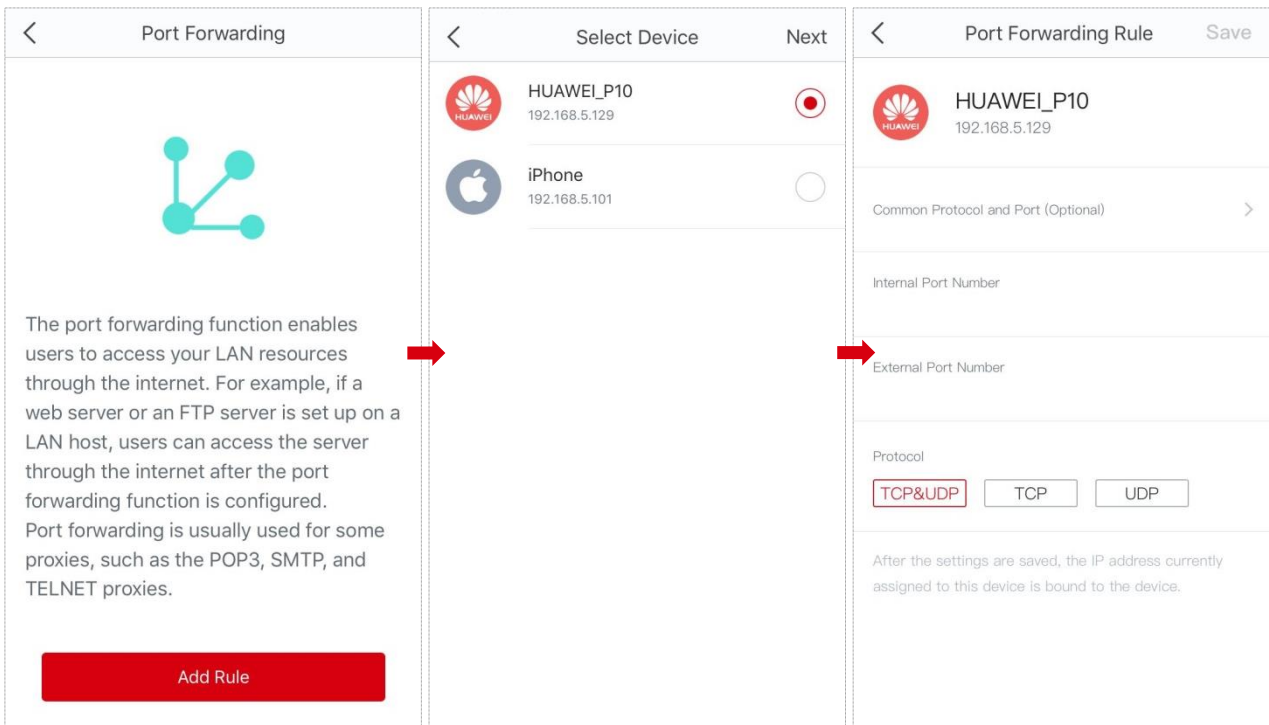 Port Forwarding
The port forwarding function enables
users to access your LAN resources
through the internet. For example, if a
web server or an FTP server is set up on a
LAN host, users can access the server
through the internet after the port
forwarding function is configured.
Port forwarding is usually used for some
proxies, such as the POP3, SMTP, and
TELNET proxies.
Add Rule
Select Device Next
HUAWEI
HUAWEI_P10
192.168.5.129
iPhone
192.168.5.101
Port Forwarding Rule Save
HUAWEI
HUAWEI_P10
192.168.5.129
Common Protocol and Port (Optional)
Internal Port Number
External Port Number
Protocol
TCP&UDP TCP UDP
After the settings are saved, the IP address currently
assigned to this device is bound to the device.